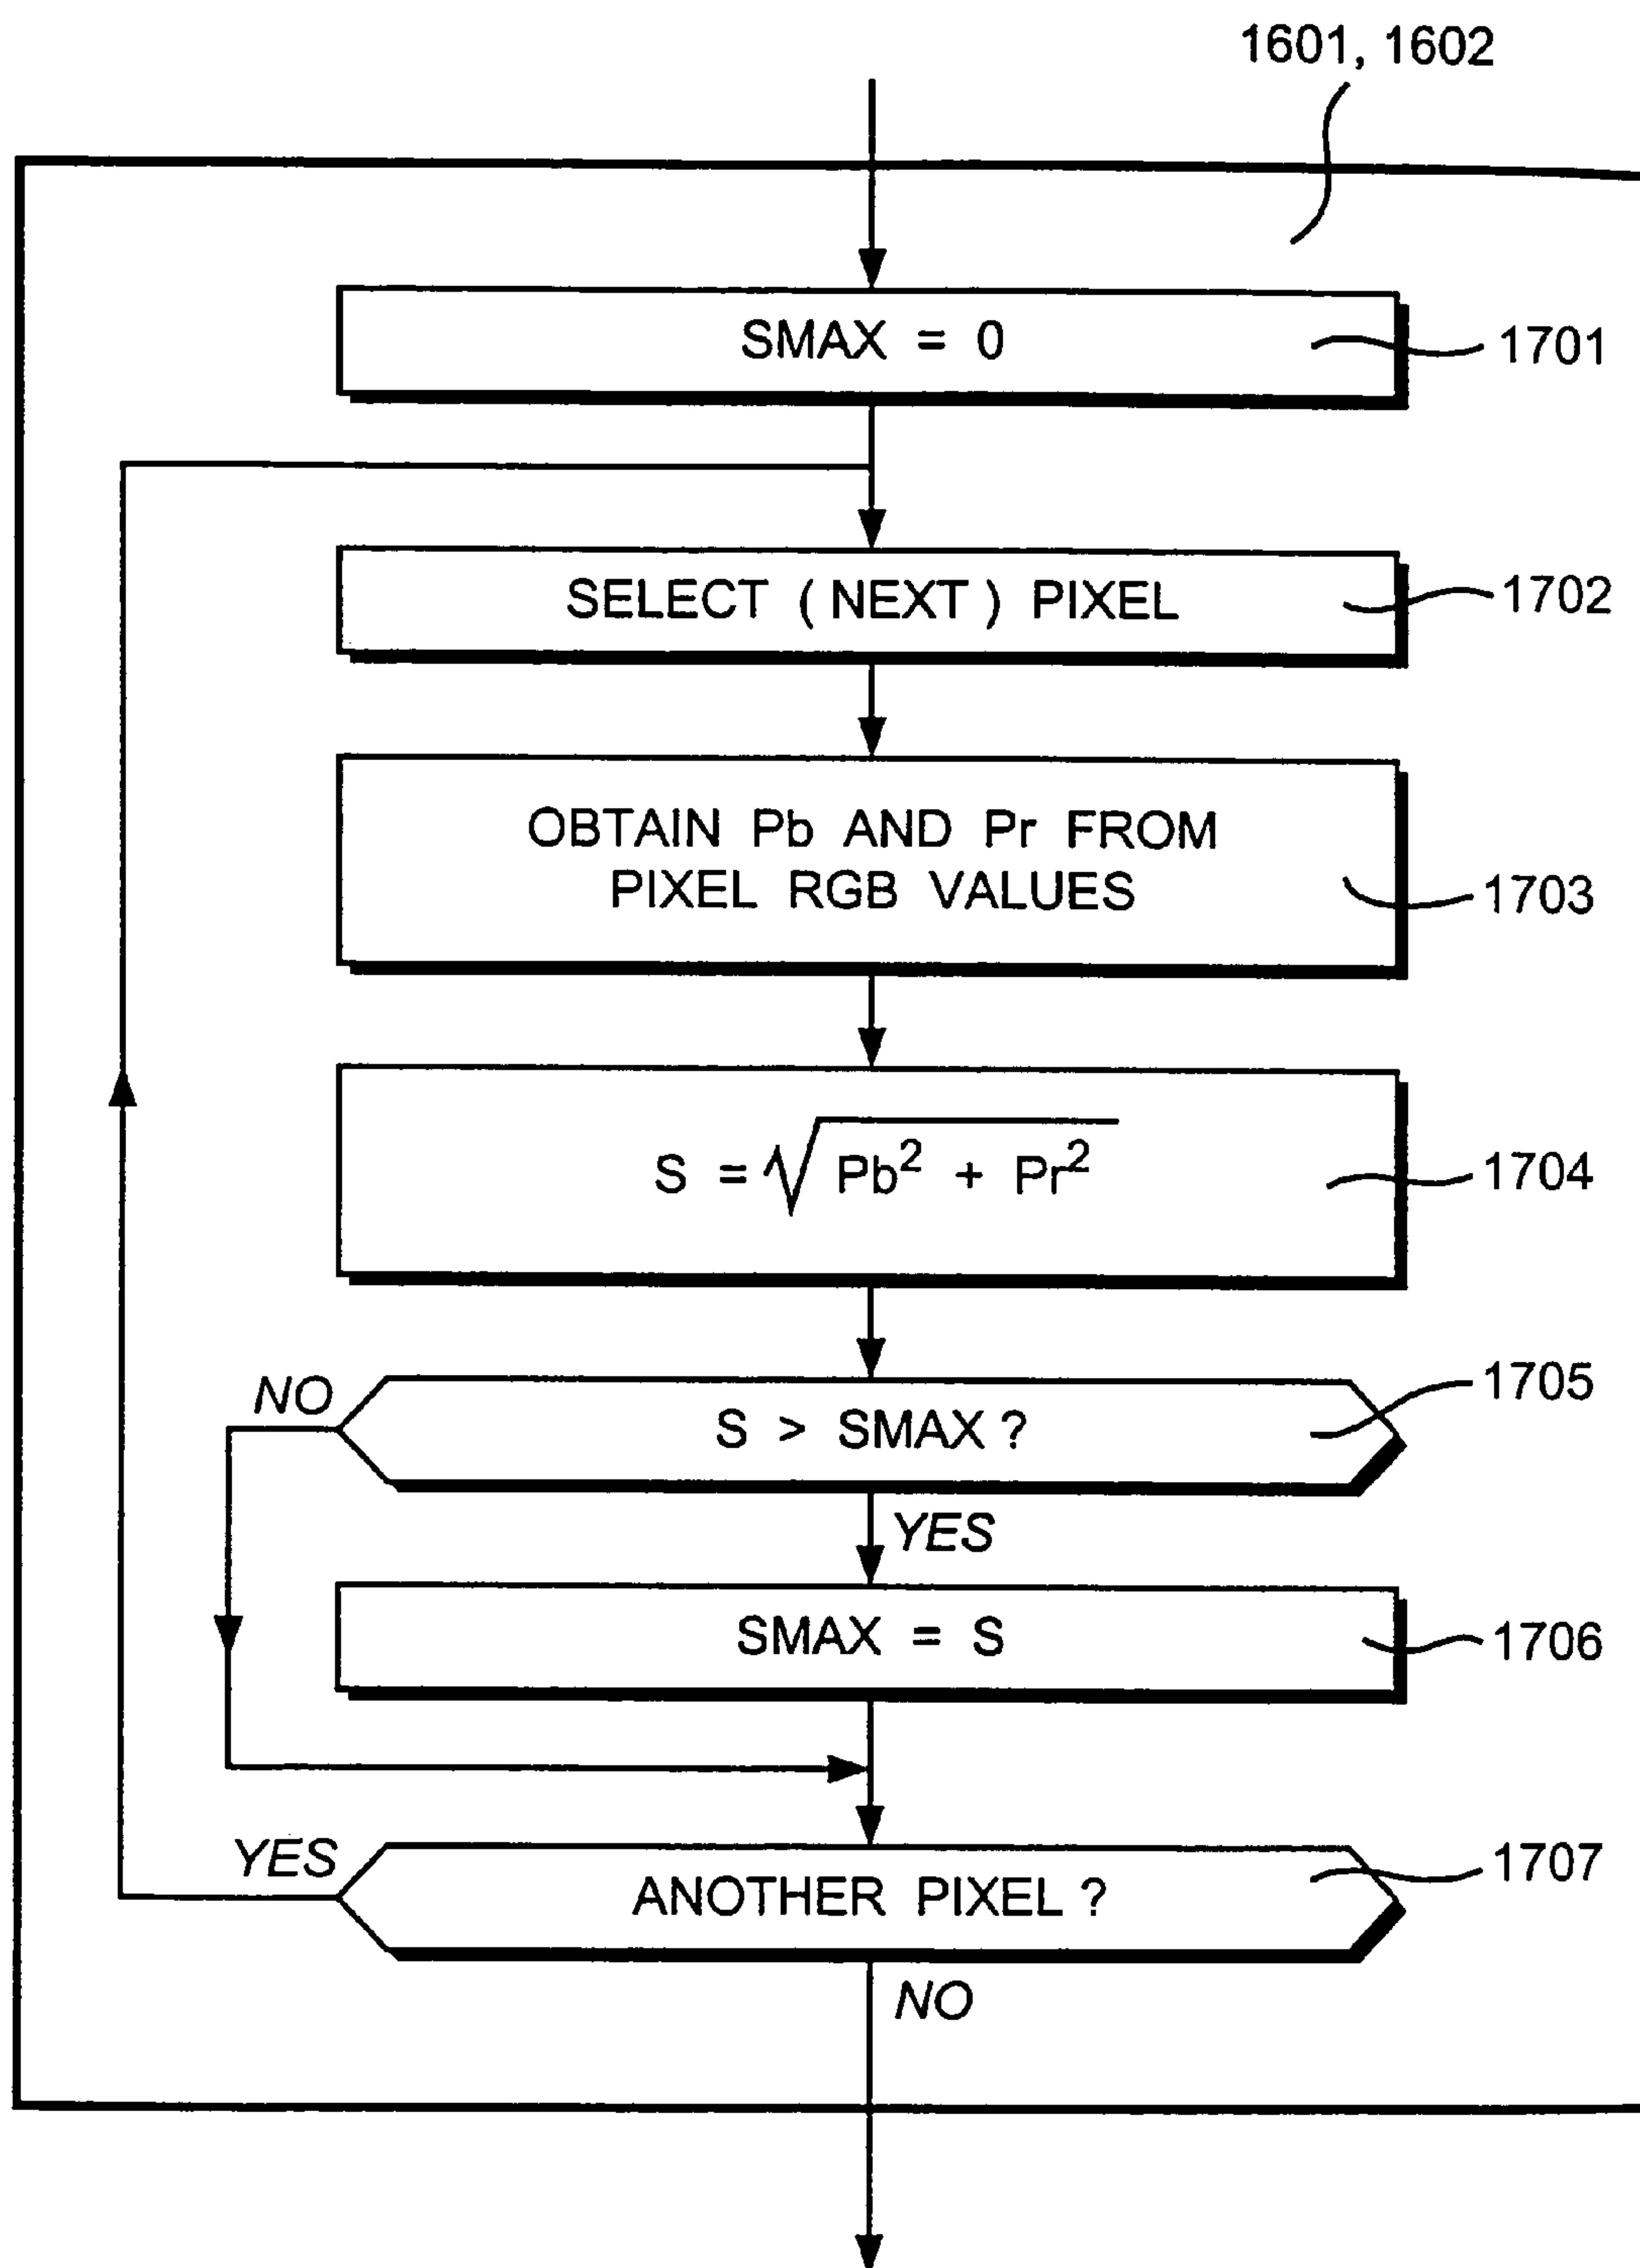 1601, 1602
SMAX = 0
1701
SELECT (NEXT) PIXEL
1702
OBTAIN Pb AND Pr FROM
PIXEL RGB VALUES
1703
S = √Pb² + Pr²
1704
NO
S > SMAX ?
1705
YES
SMAX = S
1706
YES
ANOTHER PIXEL ?
1707
NO